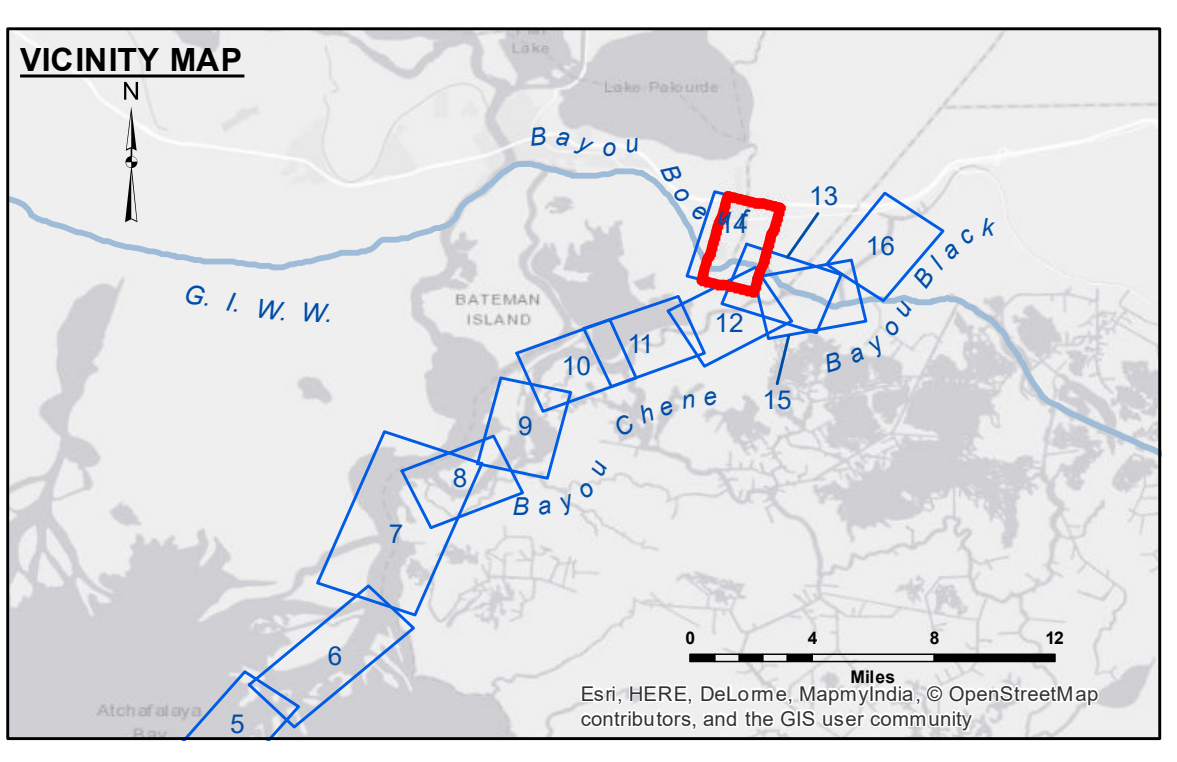 VICINITY MAP
N
Flat
Lake
Lake Palourde
Bayou
Boeuf
13
14
16
Bayou Black
G. I. W. W.
BATEMAN
ISLAND
12
11
10
15
Chene
9
8
Bayou
7
6
5
Atchafalaya
Bay
0 4 8 12
Miles
Esri, HERE, DeLorme, MapmyIndia, © OpenStreetMap
contributors, and the GIS user community